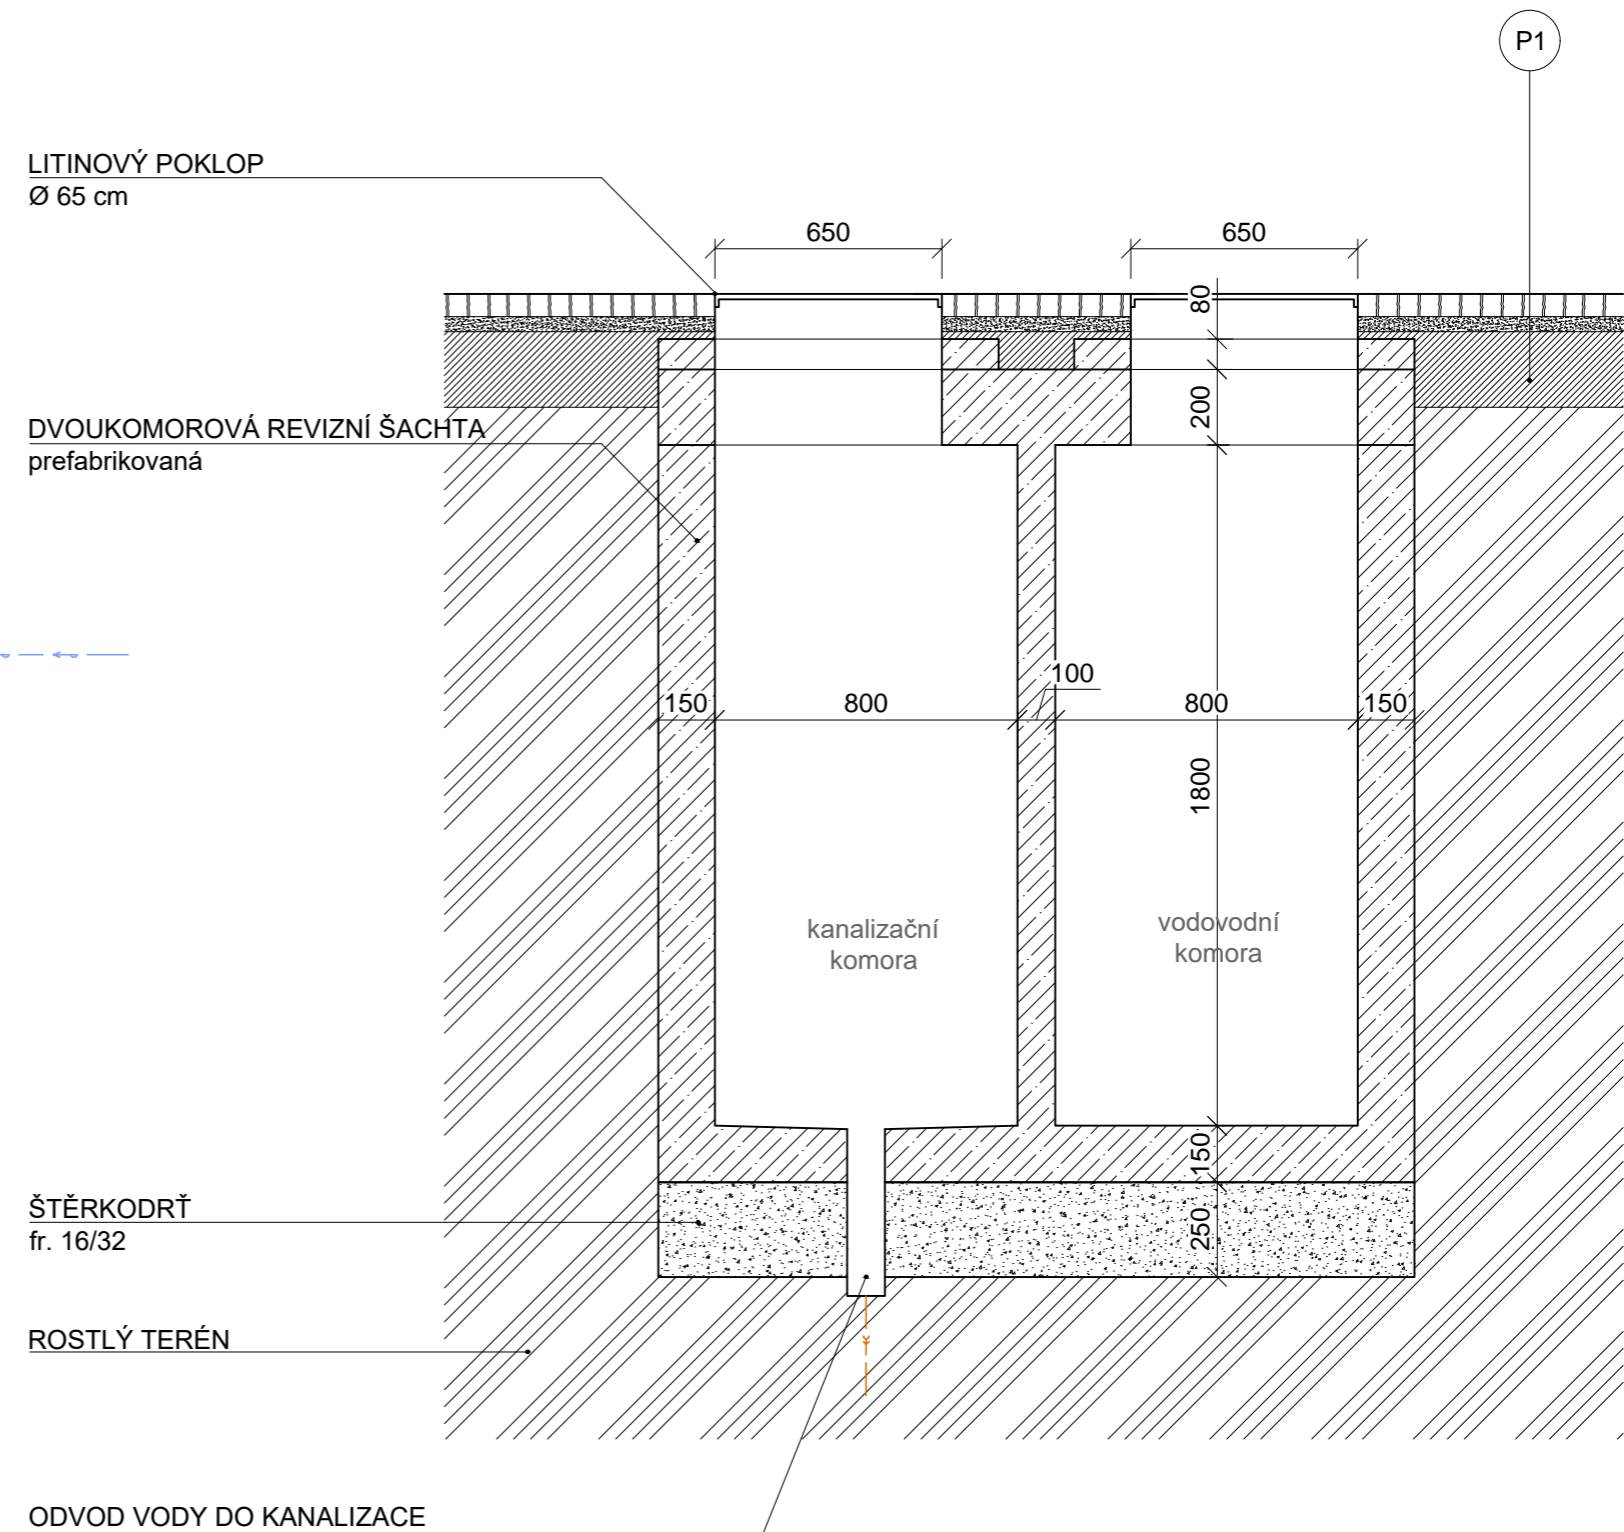 P1
LITINOVÝ POKLOP
Ø 65 cm
650
650
80
DVOUKOMOROVÁ REVIZNÍ ŠACHTA
prefabrikovaná
200
100
150
800
800
150
1800
kanalizační
komora
vodovodní
komora
150
ŠTĚRKODRŤ
fr. 16/32
250
ROSTLÝ TERÉN
ODVOD VODY DO KANALIZACE